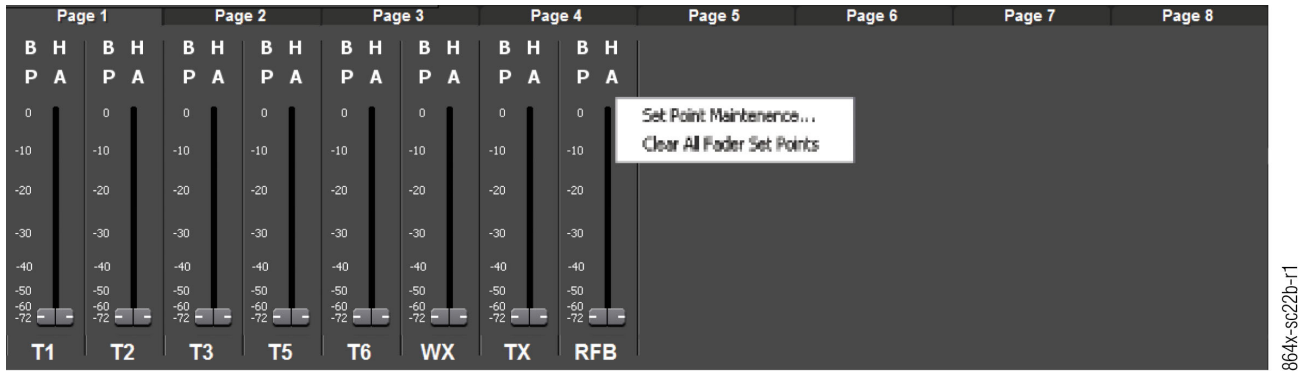 Page 1 Page 2 Page 3 Page 4 Page 5 Page 6 Page 7 Page 8
B H B H B H B H B H B H B H B H
P A P A P A P A P A P A P A P A
0 0 0 0 0 0 0 0 Set Point Maintenence...
Clear All Fader Set Points
-10 -10 -10 -10 -10 -10 -10 -10
-20 -20 -20 -20 -20 -20 -20 -20
-30 -30 -30 -30 -30 -30 -30 -30
-40 -40 -40 -40 -40 -40 -40 -40
-50 -50 -50 -50 -50 -50 -50 -50
-60 -60 -60 -60 -60 -60 -60 -60
-72 -72 -72 -72 -72 -72 -72 -72
T1 T2 T3 T5 T6 WX TX RFB
864x-sc22b-r1